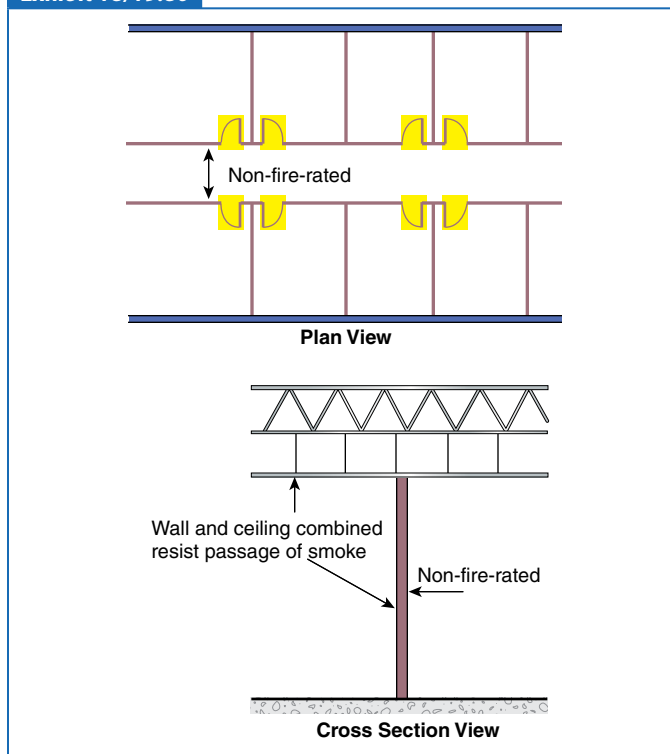 Non-fire-rated
Plan View
Wall and ceiling combined
resist passage of smoke
Non-fire-rated
Cross Section View